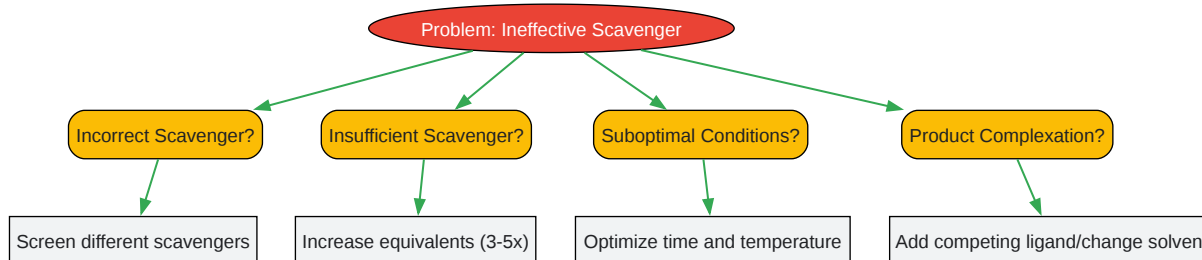 Problem: Ineffective Scavenger
Incorrect Scavenger?
Insufficient Scavenger?
Suboptimal Conditions?
Product Complexation?
Screen different scavengers
Increase equivalents (3-5x)
Optimize time and temperature
Add competing ligand/change solven